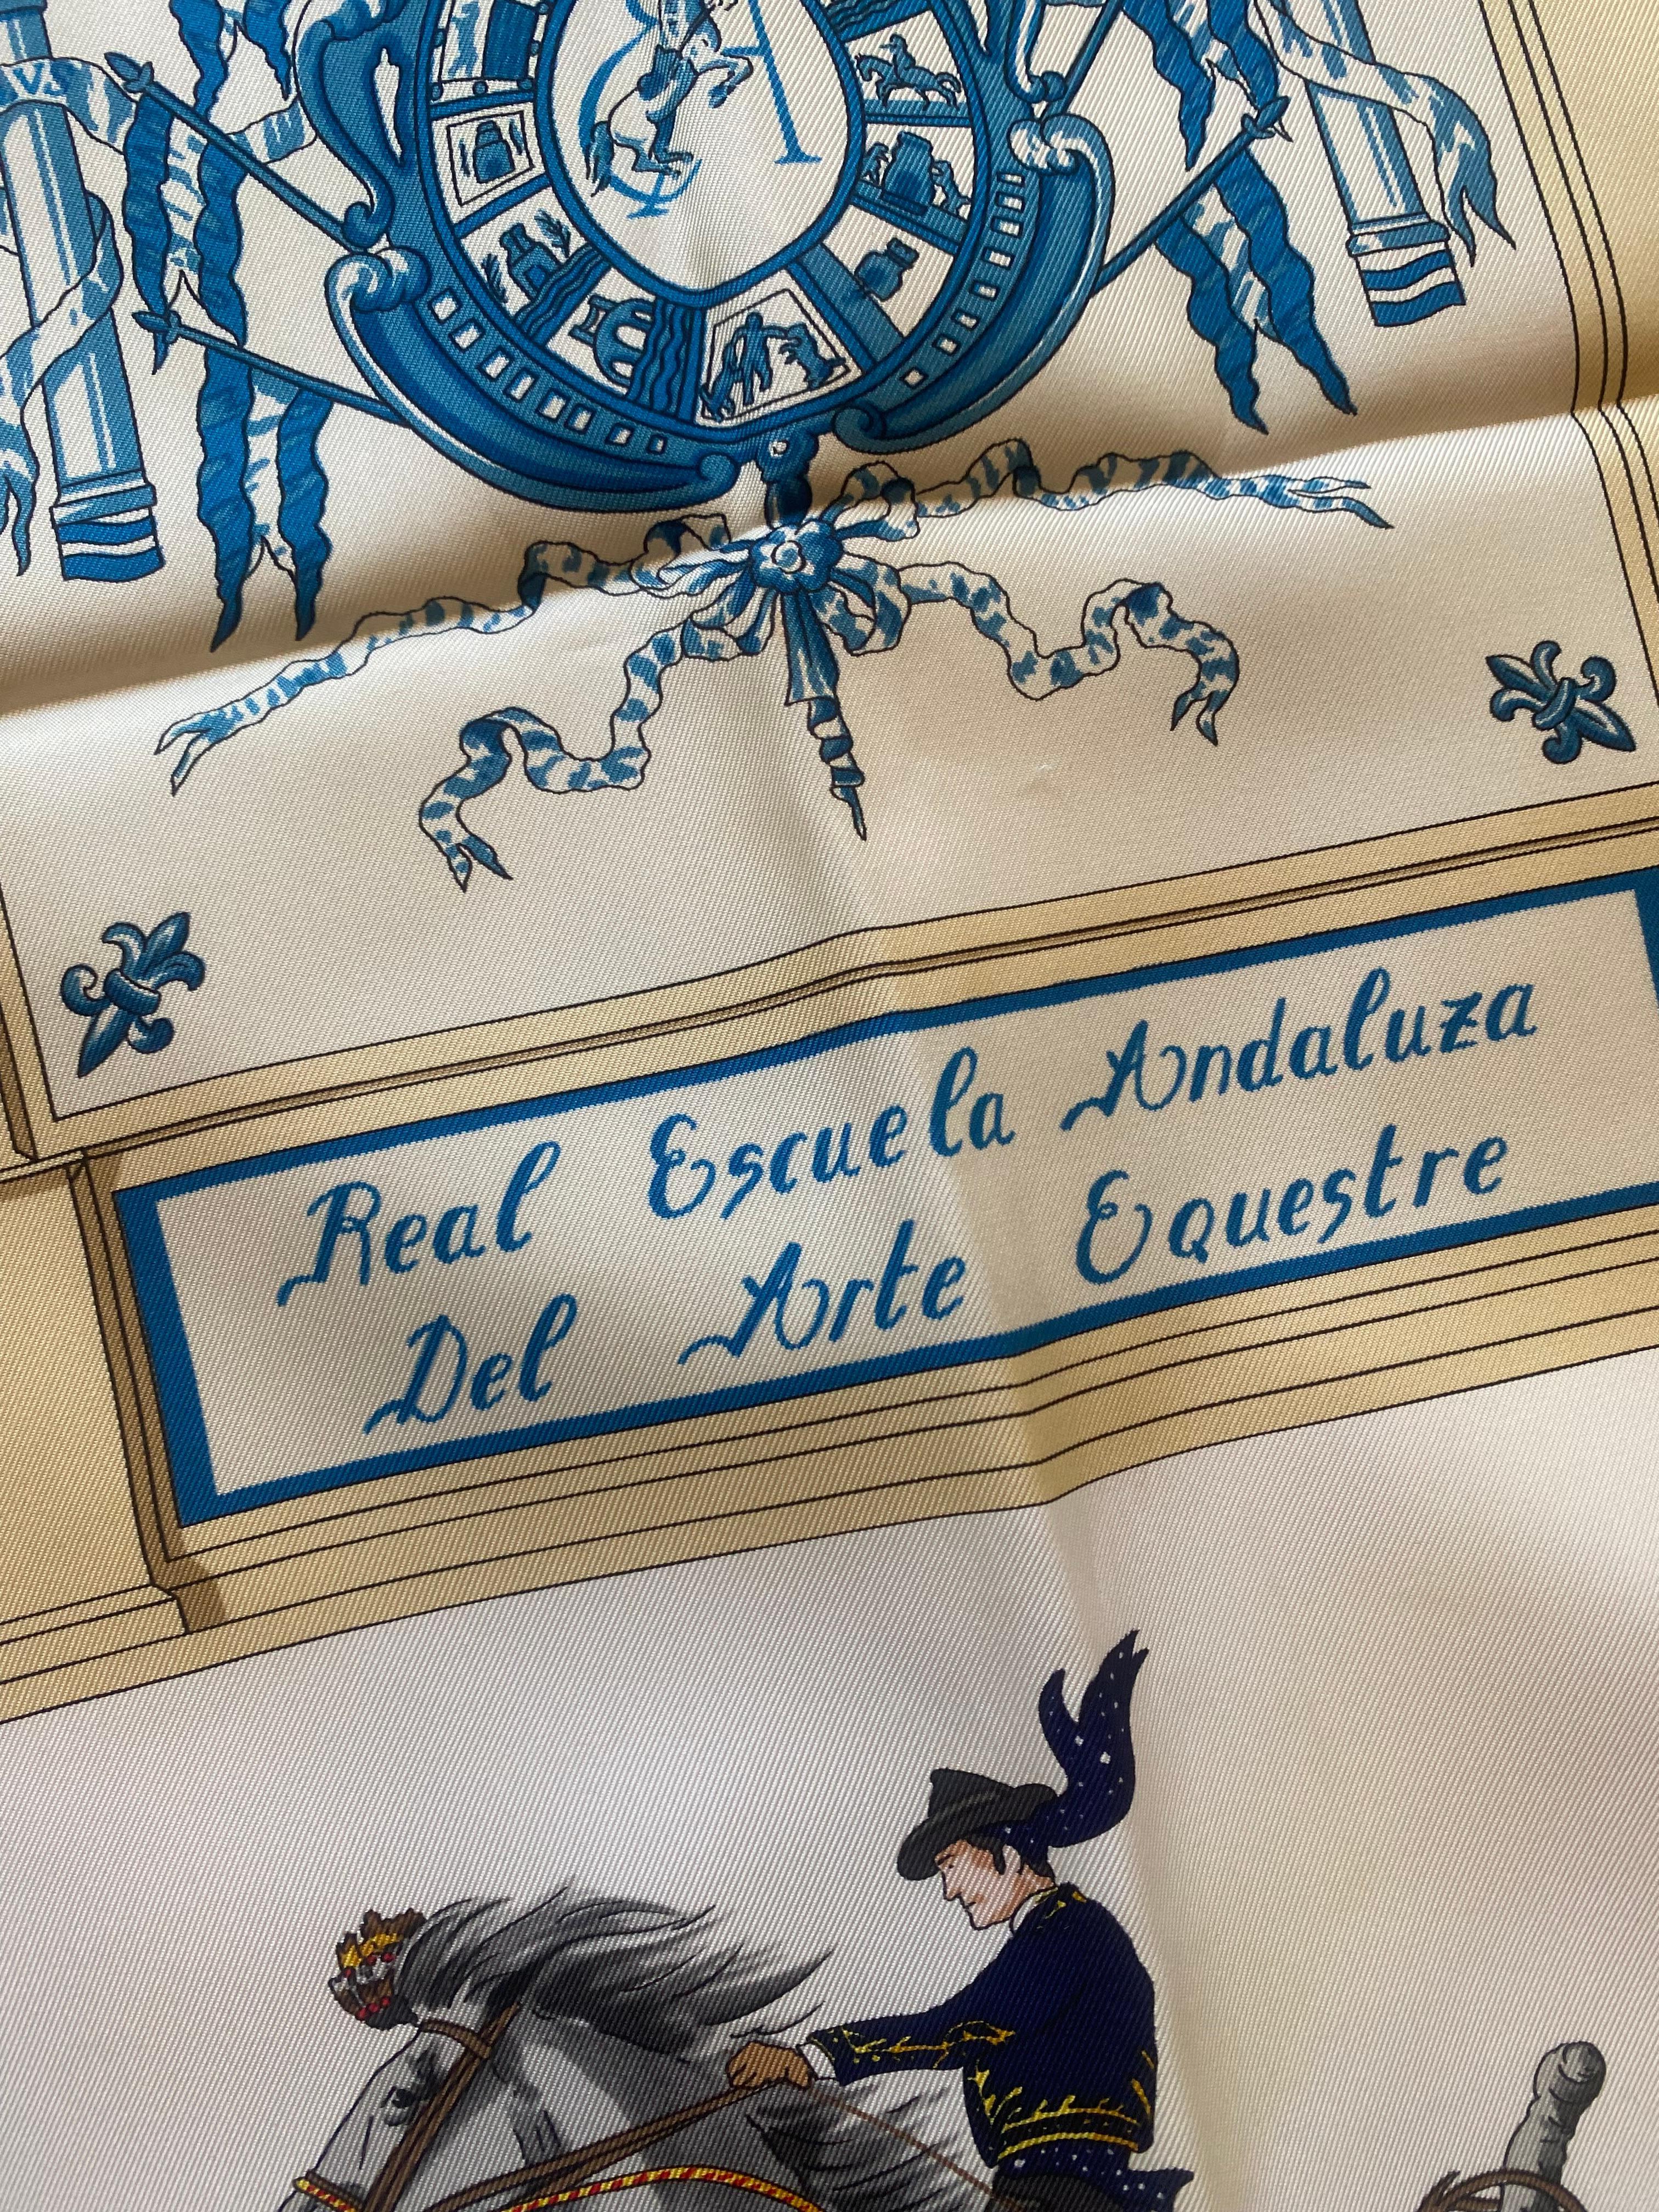 V.
A
Real Escuela Andaluza
Del Arte Equestre